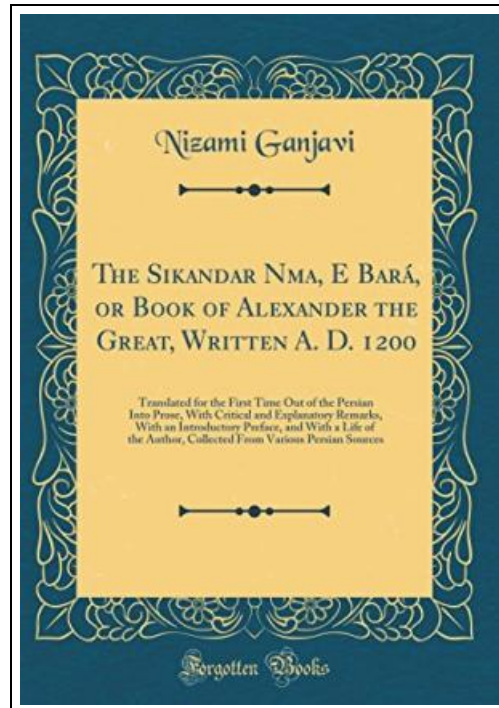 Nizami Ganjavi
The Sikandar Nma, E Bará,
or Book of Alexander the
Great, Written A. D. 1200
Translated for the First Time Out of the Persian
Into Prose, With Critical and Explanatory Remarks,
With an Introductory Preface, and With a Life of
the Author, Collected From Various Persian Sources
Forgotten Books